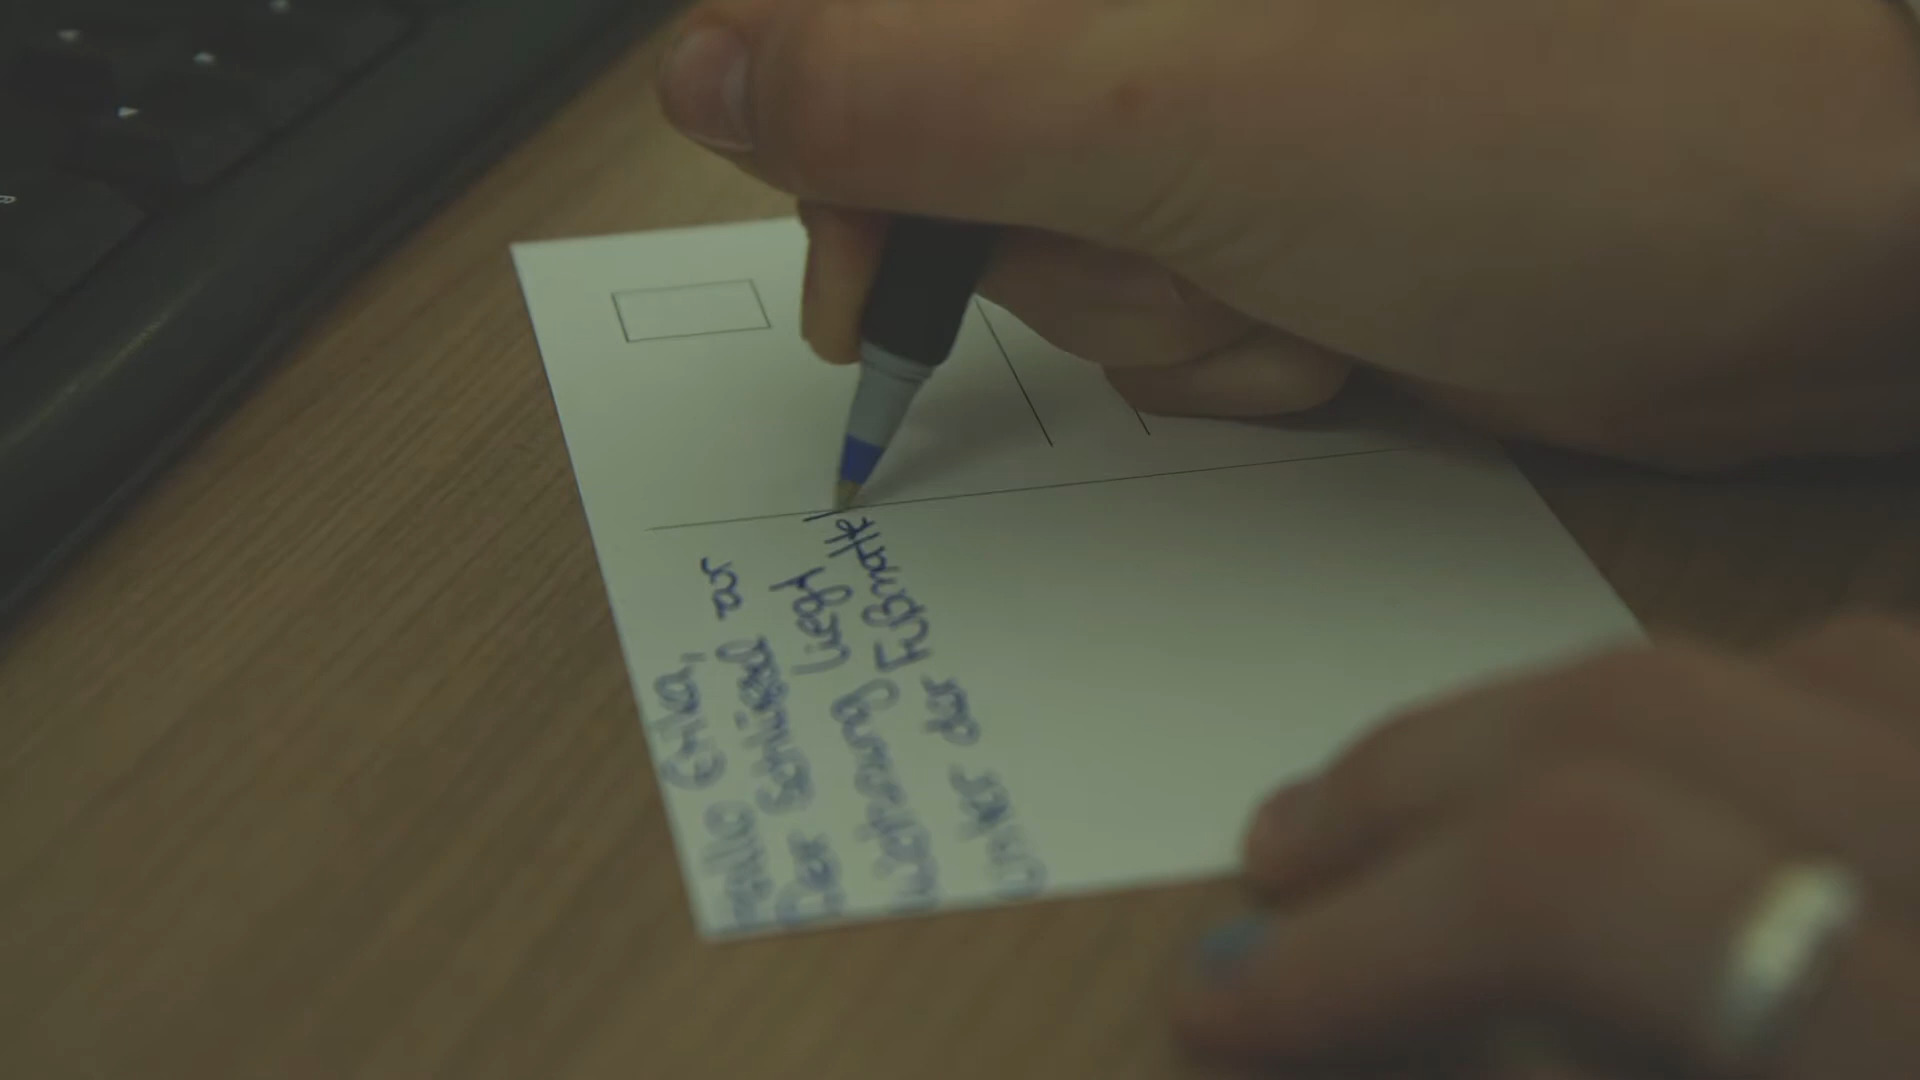 Hallo Erika,
Der Schlüssel zur
Wohnung liegt
unter der Fußmatte